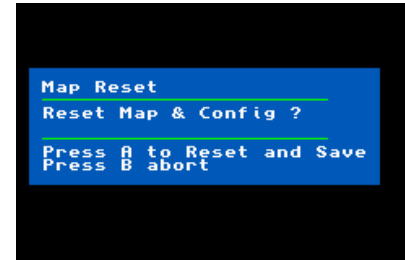 Map Reset
Reset Map & Config ?
Press A to Reset and Save
Press B abort